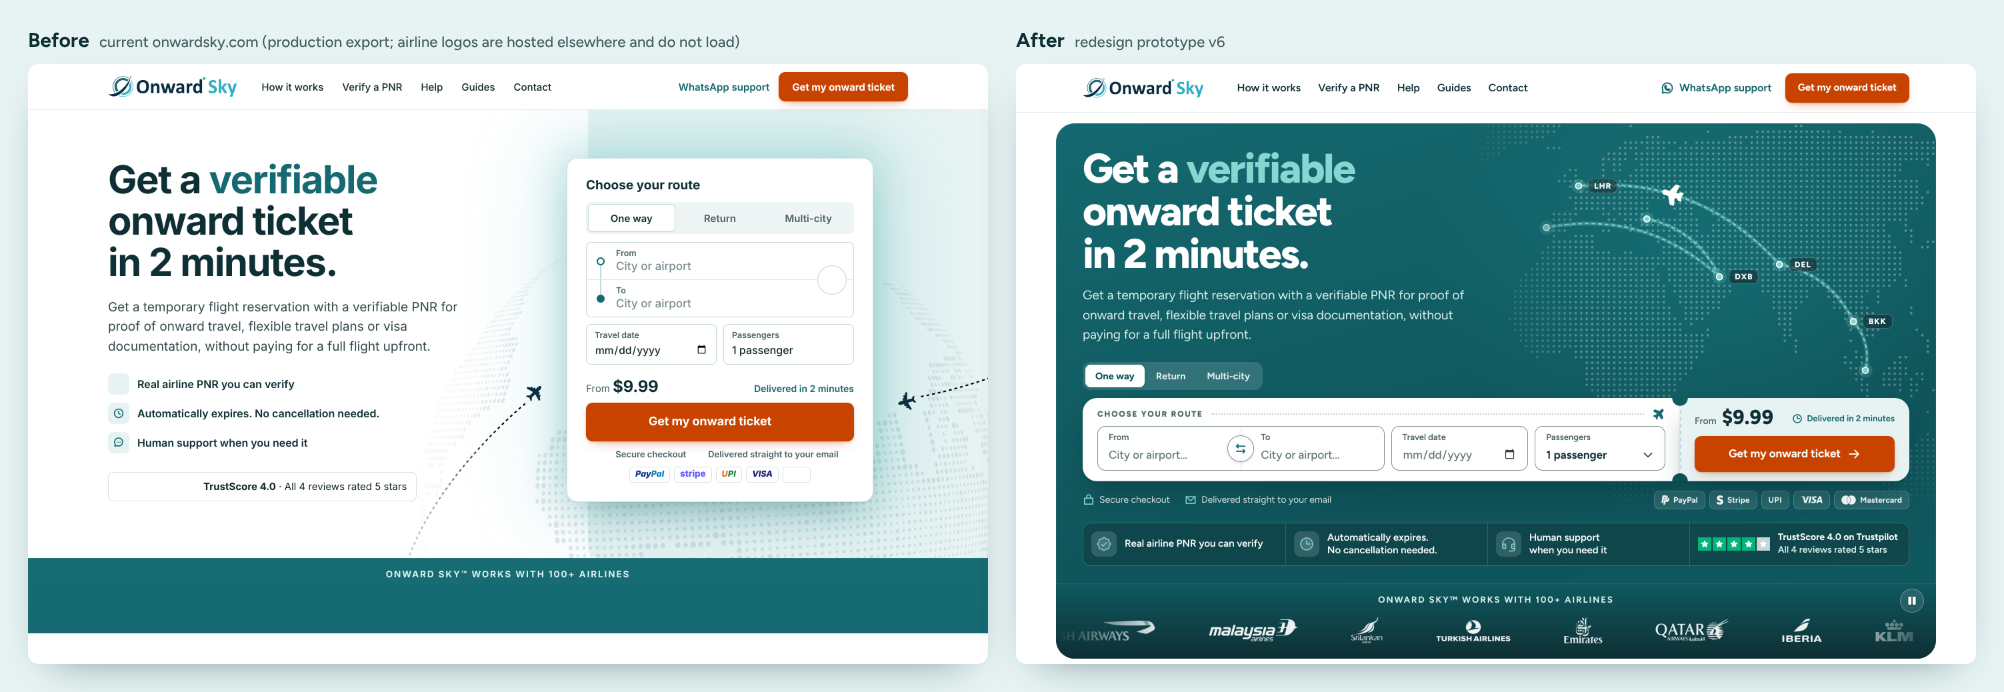 Before current onwardsky.com (production export; airline logos are hosted elsewhere and do not load)
Onward Sky
How it works Verify a PNR Help Guides Contact
WhatsApp support
Get my onward ticket
Get a verifiable
onward ticket
in 2 minutes.
Get a temporary flight reservation with a verifiable PNR for
proof of onward travel, flexible travel plans or visa
documentation, without paying for a full flight upfront.
Real airline PNR you can verify
Automatically expires. No cancellation needed.
Human support when you need it
TrustScore 4.0 · All 4 reviews rated 5 stars
Choose your route
One way Return Multi-city
From
City or airport
To
City or airport
Travel date
mm/dd/yyyy
Passengers
1 passenger
From $9.99
Delivered in 2 minutes
Get my onward ticket
Secure checkout Delivered straight to your email
PayPal stripe UPI VISA
ONWARD SKY™ WORKS WITH 100+ AIRLINES
After redesign prototype v6
Onward Sky
How it works Verify a PNR Help Guides Contact
WhatsApp support
Get my onward ticket
Get a verifiable
onward ticket
in 2 minutes.
Get a temporary flight reservation with a verifiable PNR for proof of
onward travel, flexible travel plans or visa documentation, without
paying for a full flight upfront.
LHR
DXB
DEL
BKK
One way Return Multi-city
CHOOSE YOUR ROUTE
From
City or airport...
To
City or airport...
Travel date
mm/dd/yyyy
Passengers
1 passenger
From $9.99
Delivered in 2 minutes
Get my onward ticket
Secure checkout Delivered straight to your email
PayPal Stripe UPI VISA Mastercard
Real airline PNR you can verify
Automatically expires.
No cancellation needed.
Human support
when you need it
TrustScore 4.0 on Trustpilot
All 4 reviews rated 5 stars
ONWARD SKY™ WORKS WITH 100+ AIRLINES
SH AIRWAYS malaysia airlines SriLankan TURKISH AIRLINES Emirates QATAR AIRWAYS IBERIA KLM